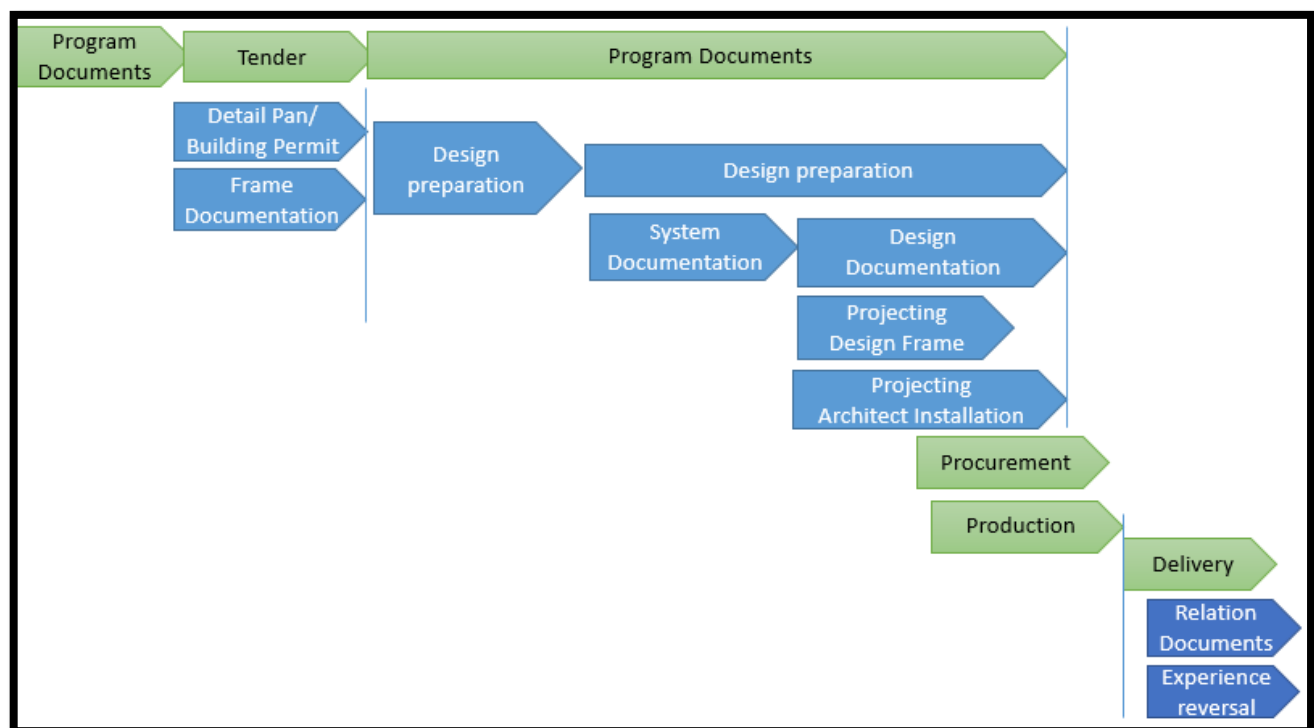 Program
Documents
Tender
Program Documents
Detail Pan/
Building Permit
Frame
Documentation
Design
preparation
Design preparation
System
Documentation
Design
Documentation
Projecting
Design Frame
Projecting
Architect Installation
Procurement
Production
Delivery
Relation
Documents
Experience
reversal